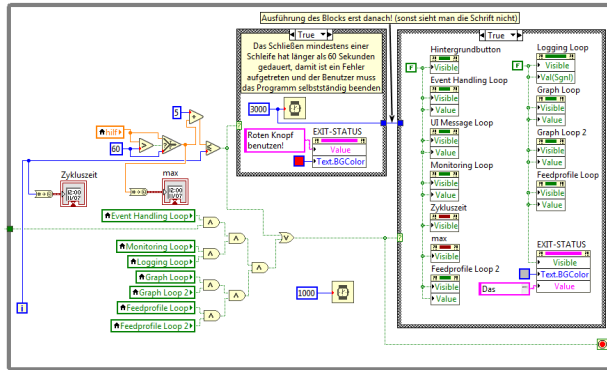 Ausführung des Blocks erst danach! (sonst sieht man die Schrift nicht)
True
Das Schließen mindestens einer
Schleife hat länger als 60 Sekunden
gedauert, damit ist ein Fehler
aufgetreten und der Benutzer muss
das Programm selbstständig beenden
3000
Roten Knopf
benutzen!
EXIT-STATUS
Value
Text.BGColor
True
Hintergrundbutton
Visible
Event Handling Loop
Visible
Value
UI Message Loop
Visible
Value
Monitoring Loop
Visible
Value
Zykluszeit
Visible
max
Visible
Feedprofile Loop 2
Visible
Value
F
F
Logging Loop
Visible
Val(Sgnl)
Graph Loop
Visible
Value
Graph Loop 2
Visible
Value
Feedprofile Loop
Visible
Value
EXIT-STATUS
Visible
Text.BGColor
Value
Das
5
hilf
60
Zykluszeit
max
Event Handling Loop
Monitoring Loop
Logging Loop
Graph Loop
Graph Loop 2
Feedprofile Loop
Feedprofile Loop 2
1000
i